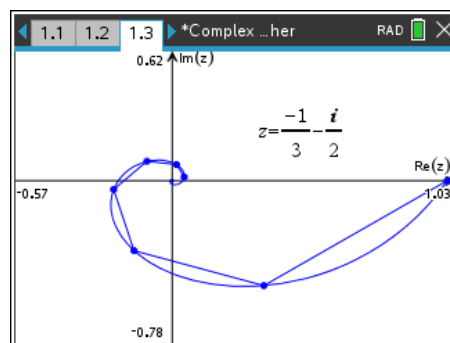 1.1 1.2 1.3 *Complex ...her RAD
0.62 Im(z)
z=-1/3-i/2
Re(z)
-0.57 1.03
-0.78